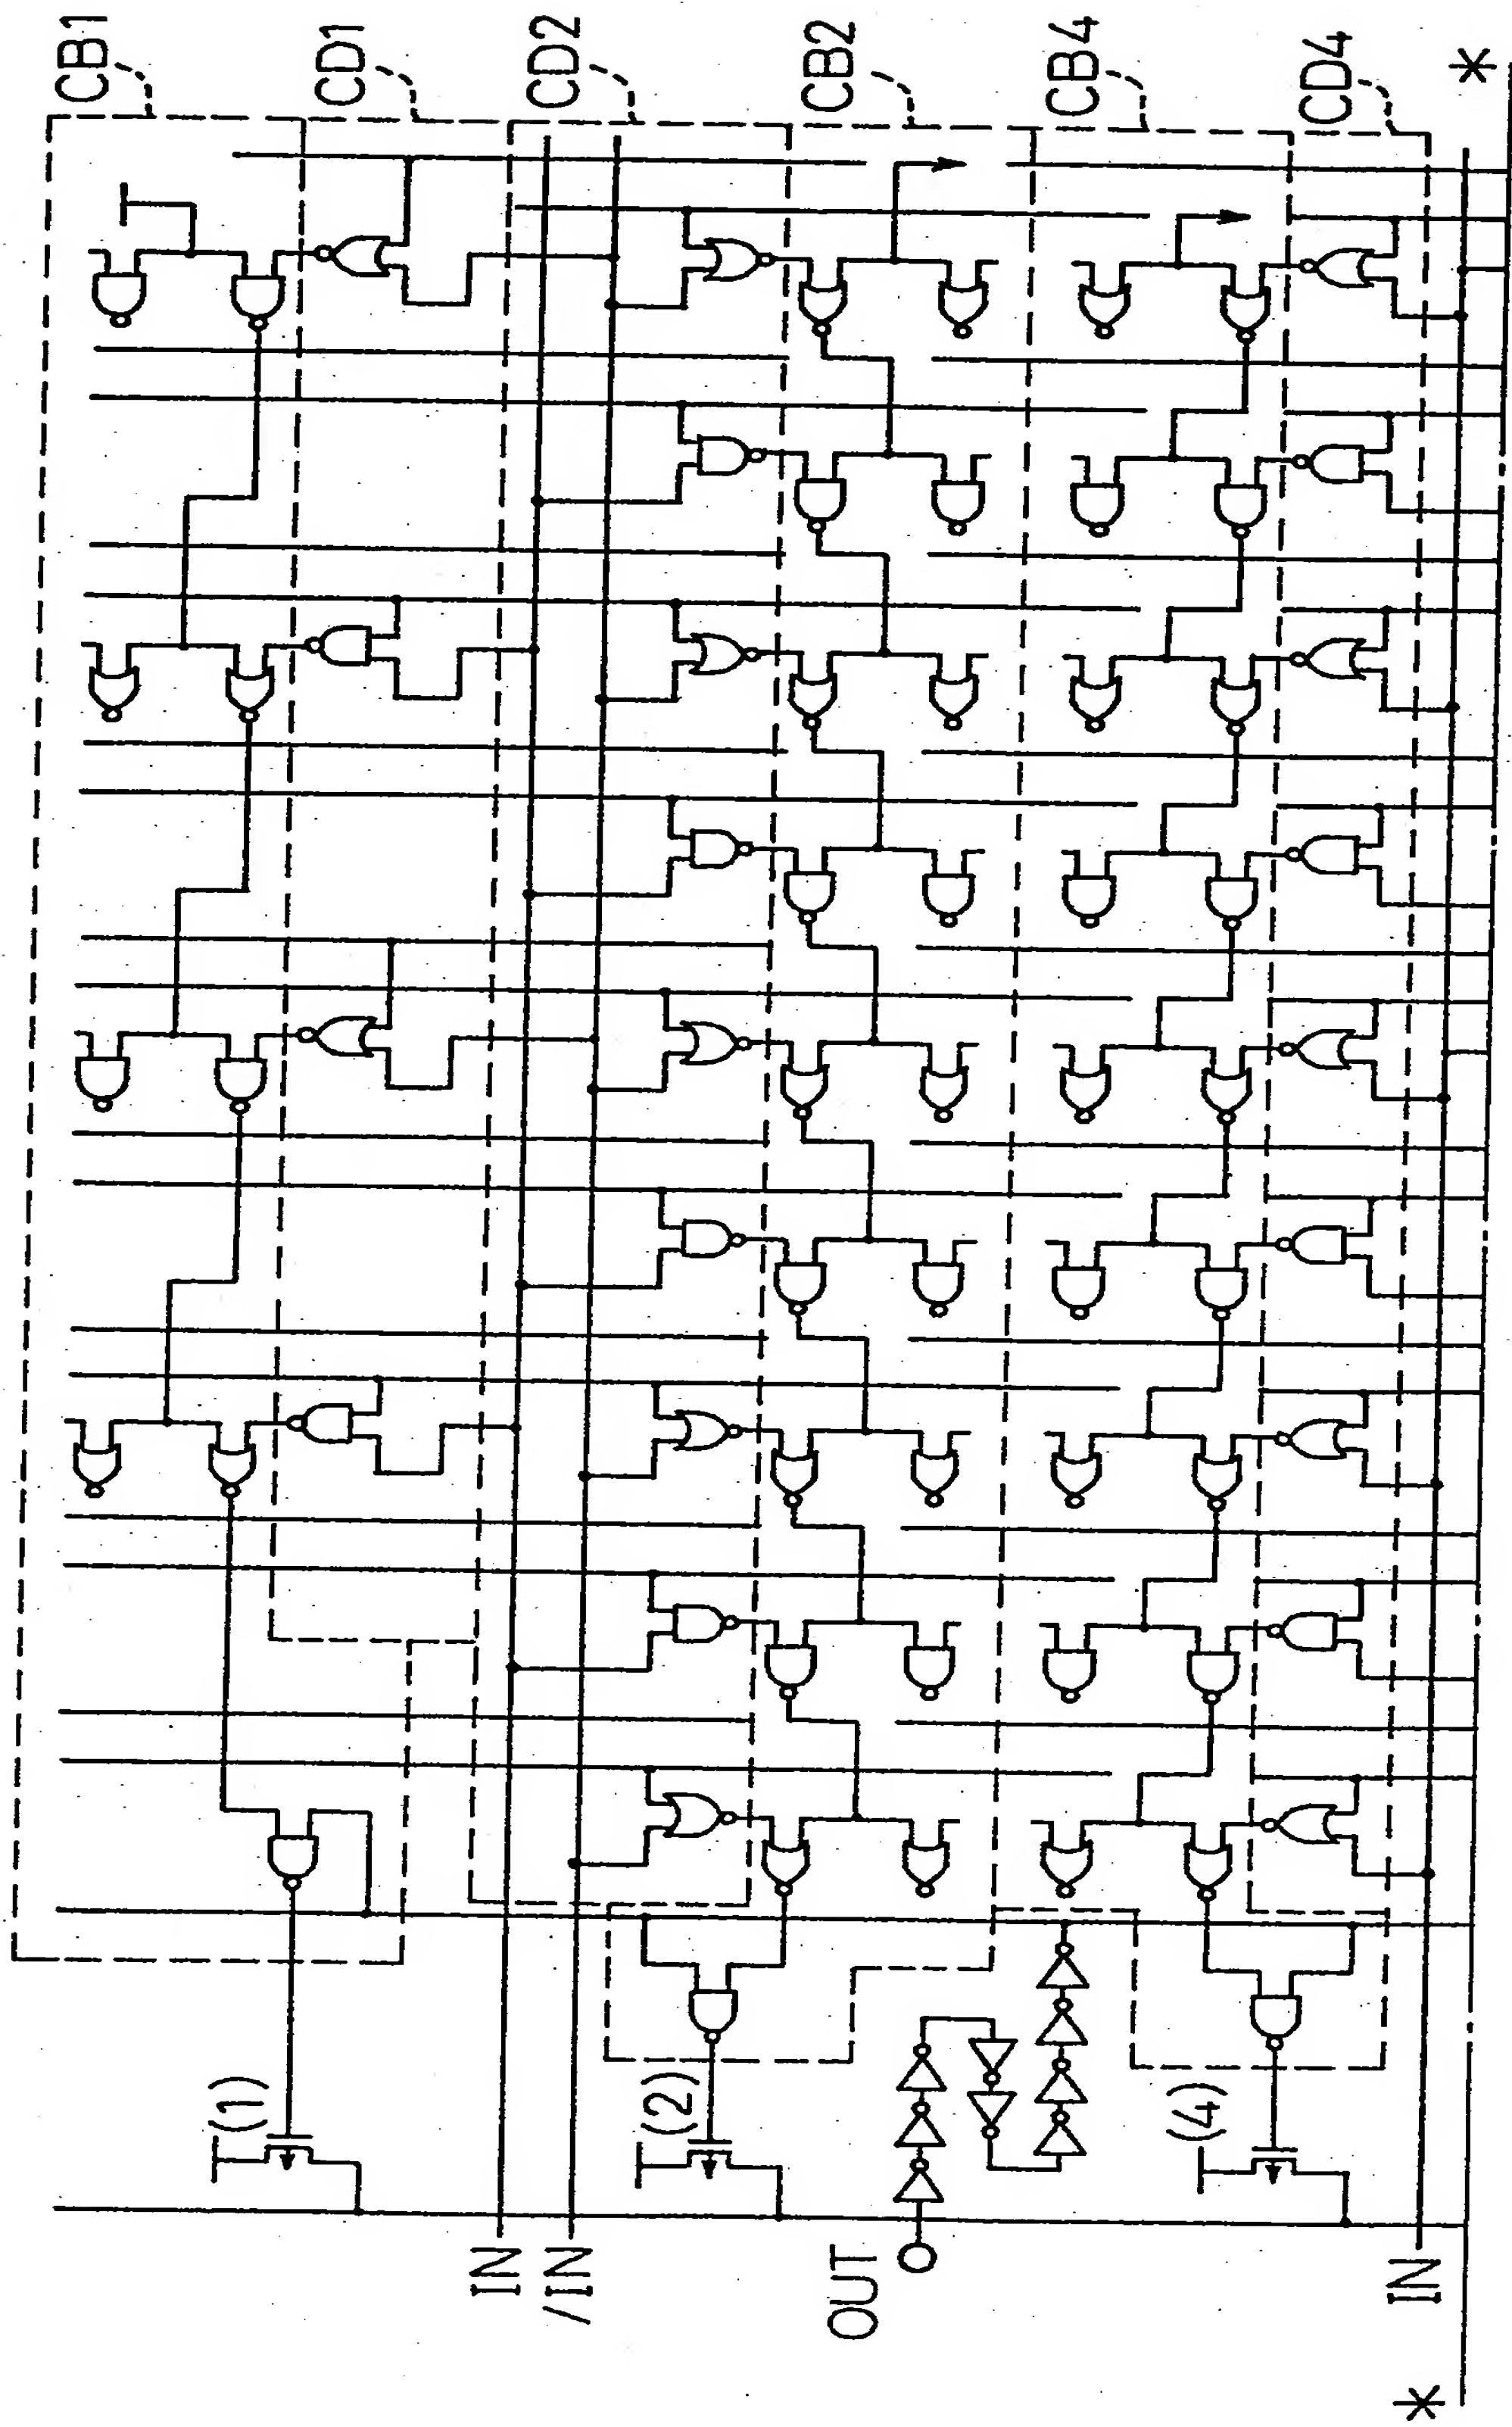 CB1
CD1
CD2
CB2
CB4
CD4
*
(1)
(2)
(4)
IN
/IN
OUT
IN
*